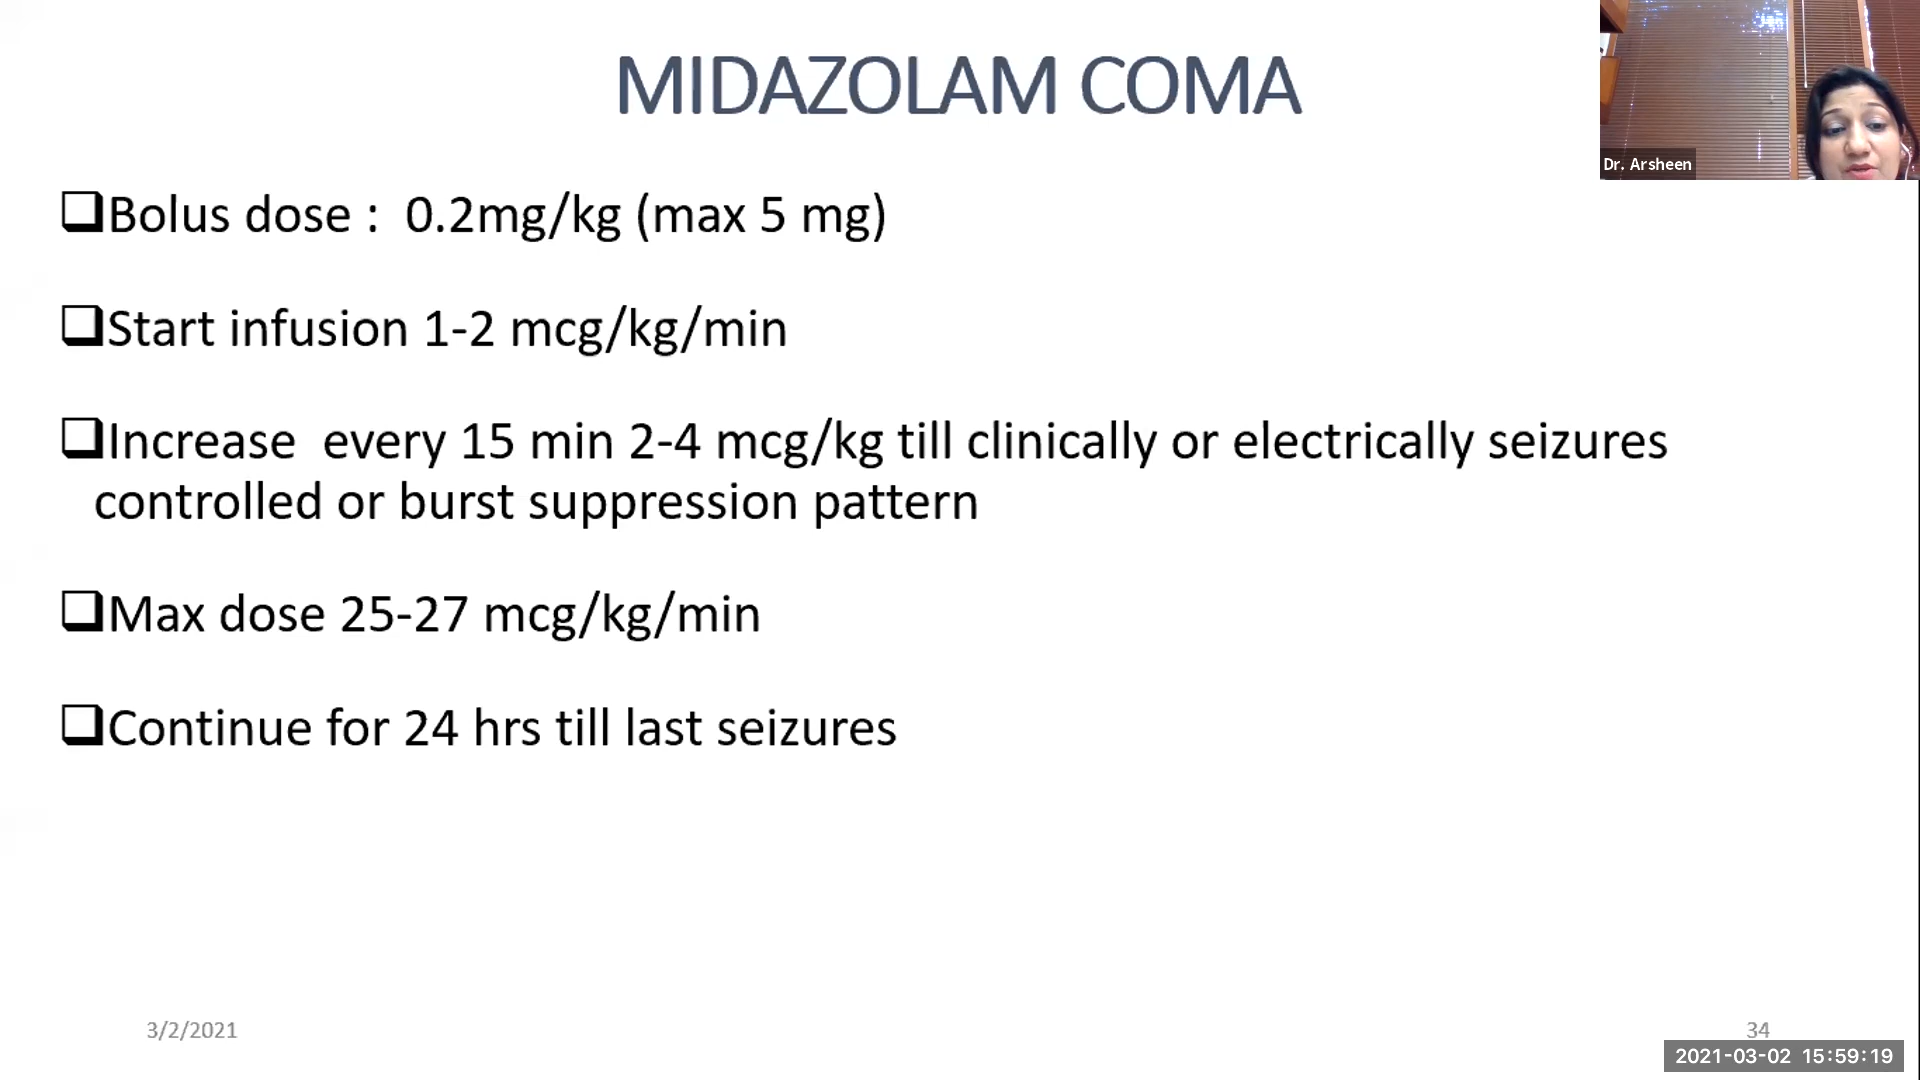 MIDAZOLAM COMA
Dr. Arsheen
Bolus dose :  0.2mg/kg (max 5 mg)
Start infusion 1-2 mcg/kg/min
Increase  every 15 min 2-4 mcg/kg till clinically or electrically seizures
controlled or burst suppression pattern
Max dose 25-27 mcg/kg/min
Continue for 24 hrs till last seizures
3/2/2021
34
2021-03-02 15:59:19